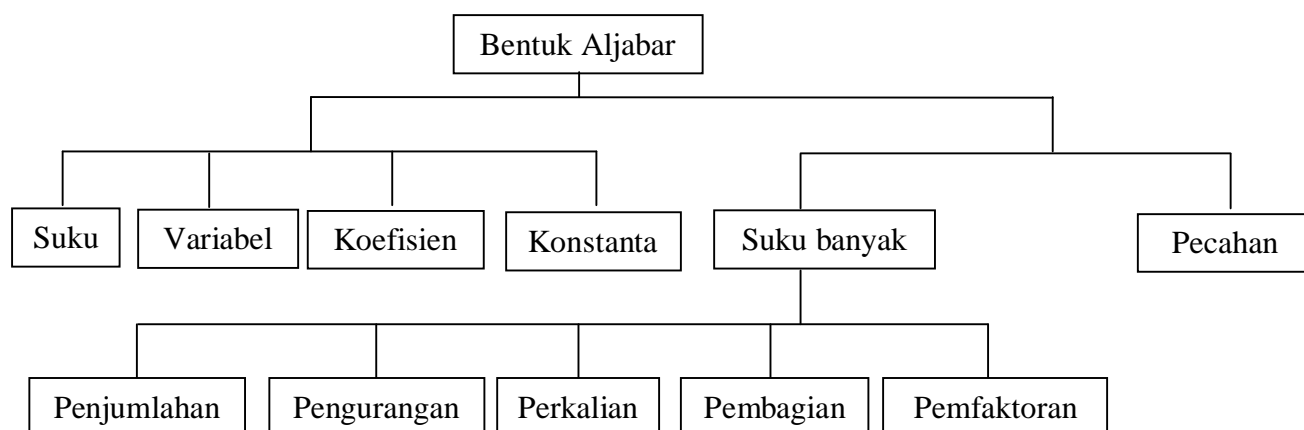 Bentuk Aljabar
Suku Variabel Koefisien Konstanta Suku banyak Pecahan
Penjumlahan Pengurangan Perkalian Pembagian Pemfaktoran